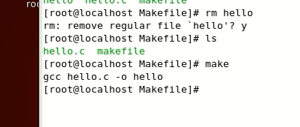 hello  hello.c  makefile
[root@localhost Makefile]# rm hello
rm: remove regular file `hello'? y
[root@localhost Makefile]# ls
hello.c  makefile
[root@localhost Makefile]# make
gcc hello.c -o hello
[root@localhost Makefile]#